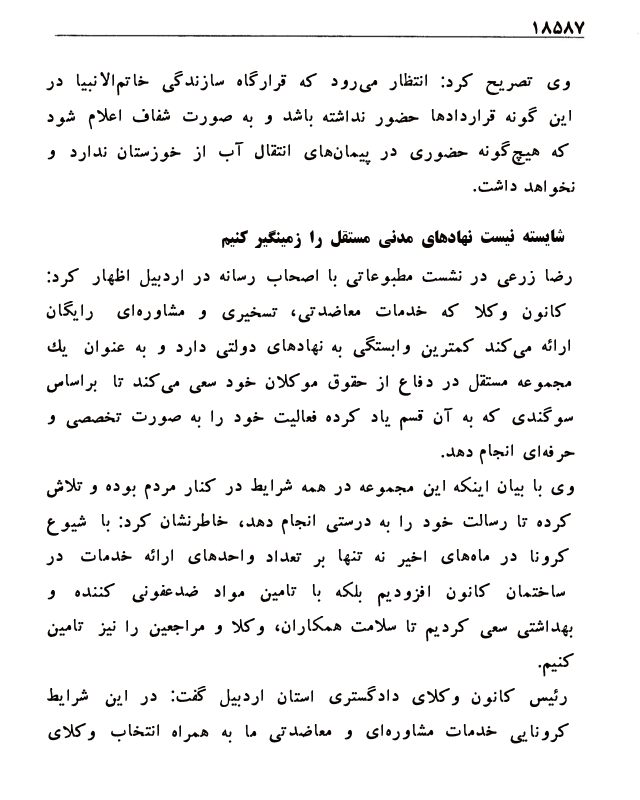 ۱۸۵۸۷
وی تصریح کرد: انتظار می‌رود که قرارگاه سازندگی خاتم‌الانبیا در
این گونه قراردادها حضور نداشته باشد و به صورت شفاف اعلام شود
که هیچ‌گونه حضوری در پیمان‌های انتقال آب از خوزستان ندارد و
نخواهد داشت.
شایسته نیست نهادهای مدنی مستقل را زمینگیر کنیم
رضا زرعی در نشست مطبوعاتی با اصحاب رسانه در اردبیل اظهار کرد:
کانون وکلا که خدمات معاضدتی، تسخیری و مشاوره‌ای رایگان
ارائه می‌کند کمترین وابستگی به نهادهای دولتی دارد و به عنوان یك
مجموعه مستقل در دفاع از حقوق موکلان خود سعی می‌کند تا براساس
سوگندی که به آن قسم یاد کرده فعالیت خود را به صورت تخصصی و
حرفه‌ای انجام دهد.
وی با بیان اینکه این مجموعه در همه شرایط در کنار مردم بوده و تلاش
کرده تا رسالت خود را به درستی انجام دهد، خاطرنشان کرد: با شیوع
کرونا در ماه‌های اخیر نه تنها بر تعداد واحدهای ارائه خدمات در
ساختمان کانون افزودیم بلکه با تامین مواد ضدعفونی کننده و
بهداشتی سعی کردیم تا سلامت همکاران، وکلا و مراجعین را نیز تامین
کنیم.
رئیس کانون وکلای دادگستری استان اردبیل گفت: در این شرایط
کرونایی خدمات مشاوره‌ای و معاضدتی ما به همراه انتخاب وکلای